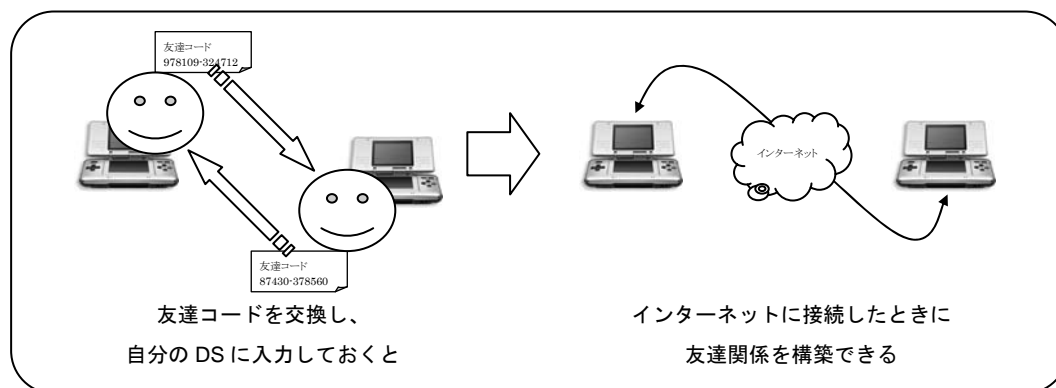 友達コード
978109-324712
インターネット
友達コード
87430-378560
友達コードを交換し、
自分の DS に入力しておくと
インターネットに接続したときに
友達関係を構築できる